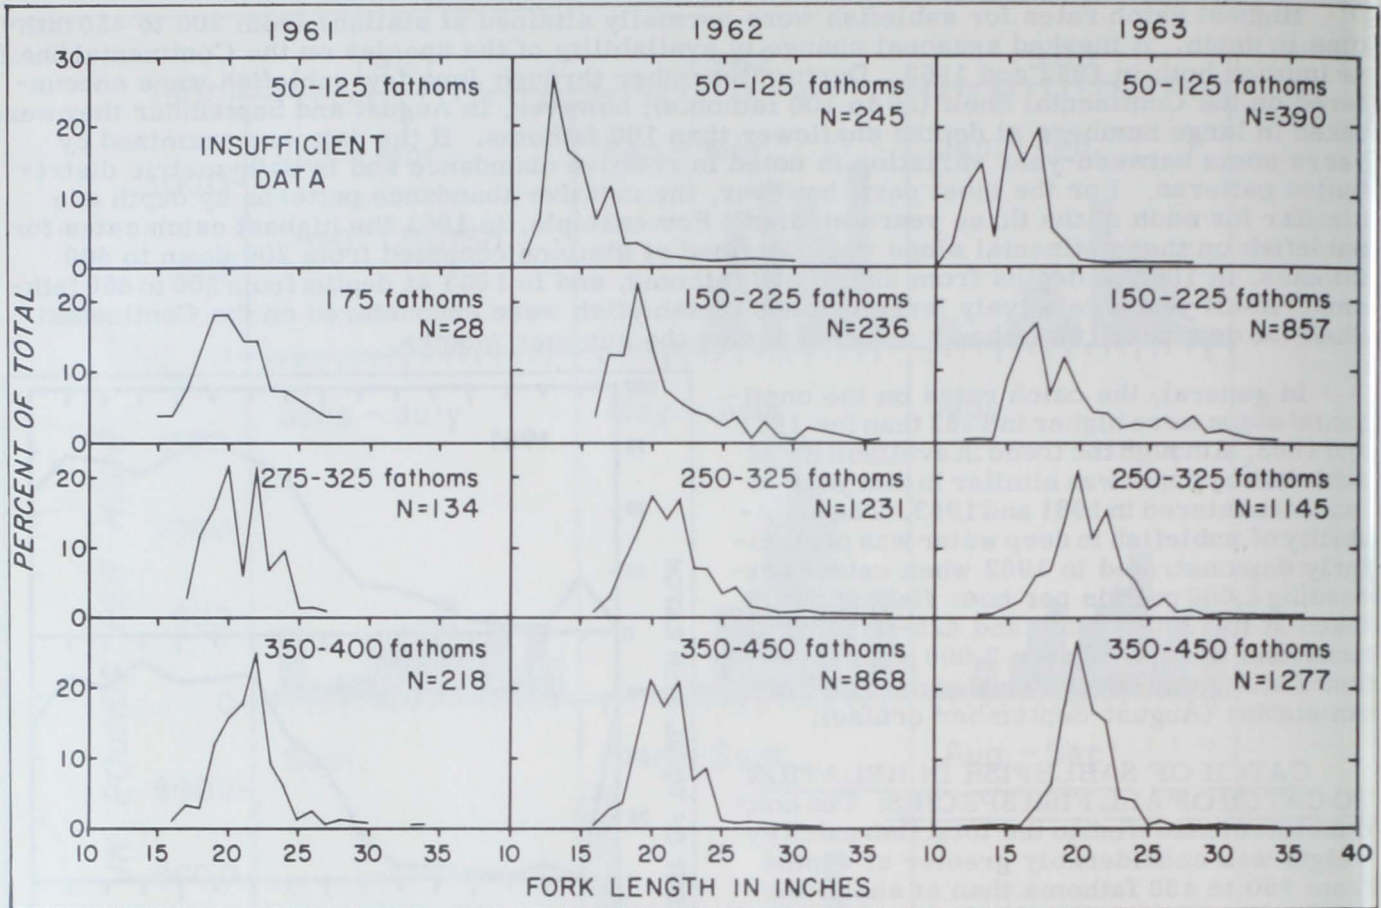 1961 1962 1963
PERCENT OF TOTAL
30
20
10
0
50-125 fathoms
INSUFFICIENT
DATA
50-125 fathoms
N=245
50-125 fathoms
N=390
20
10
0
175 fathoms
N=28
150-225 fathoms
N=236
150-225 fathoms
N=857
20
10
0
275-325 fathoms
N=134
250-325 fathoms
N=1231
250-325 fathoms
N=1145
20
10
0
350-400 fathoms
N=218
350-450 fathoms
N=868
350-450 fathoms
N=1277
10 15 20 25 30 35 10 15 20 25 30 35 10 15 20 25 30 35 40
FORK LENGTH IN INCHES